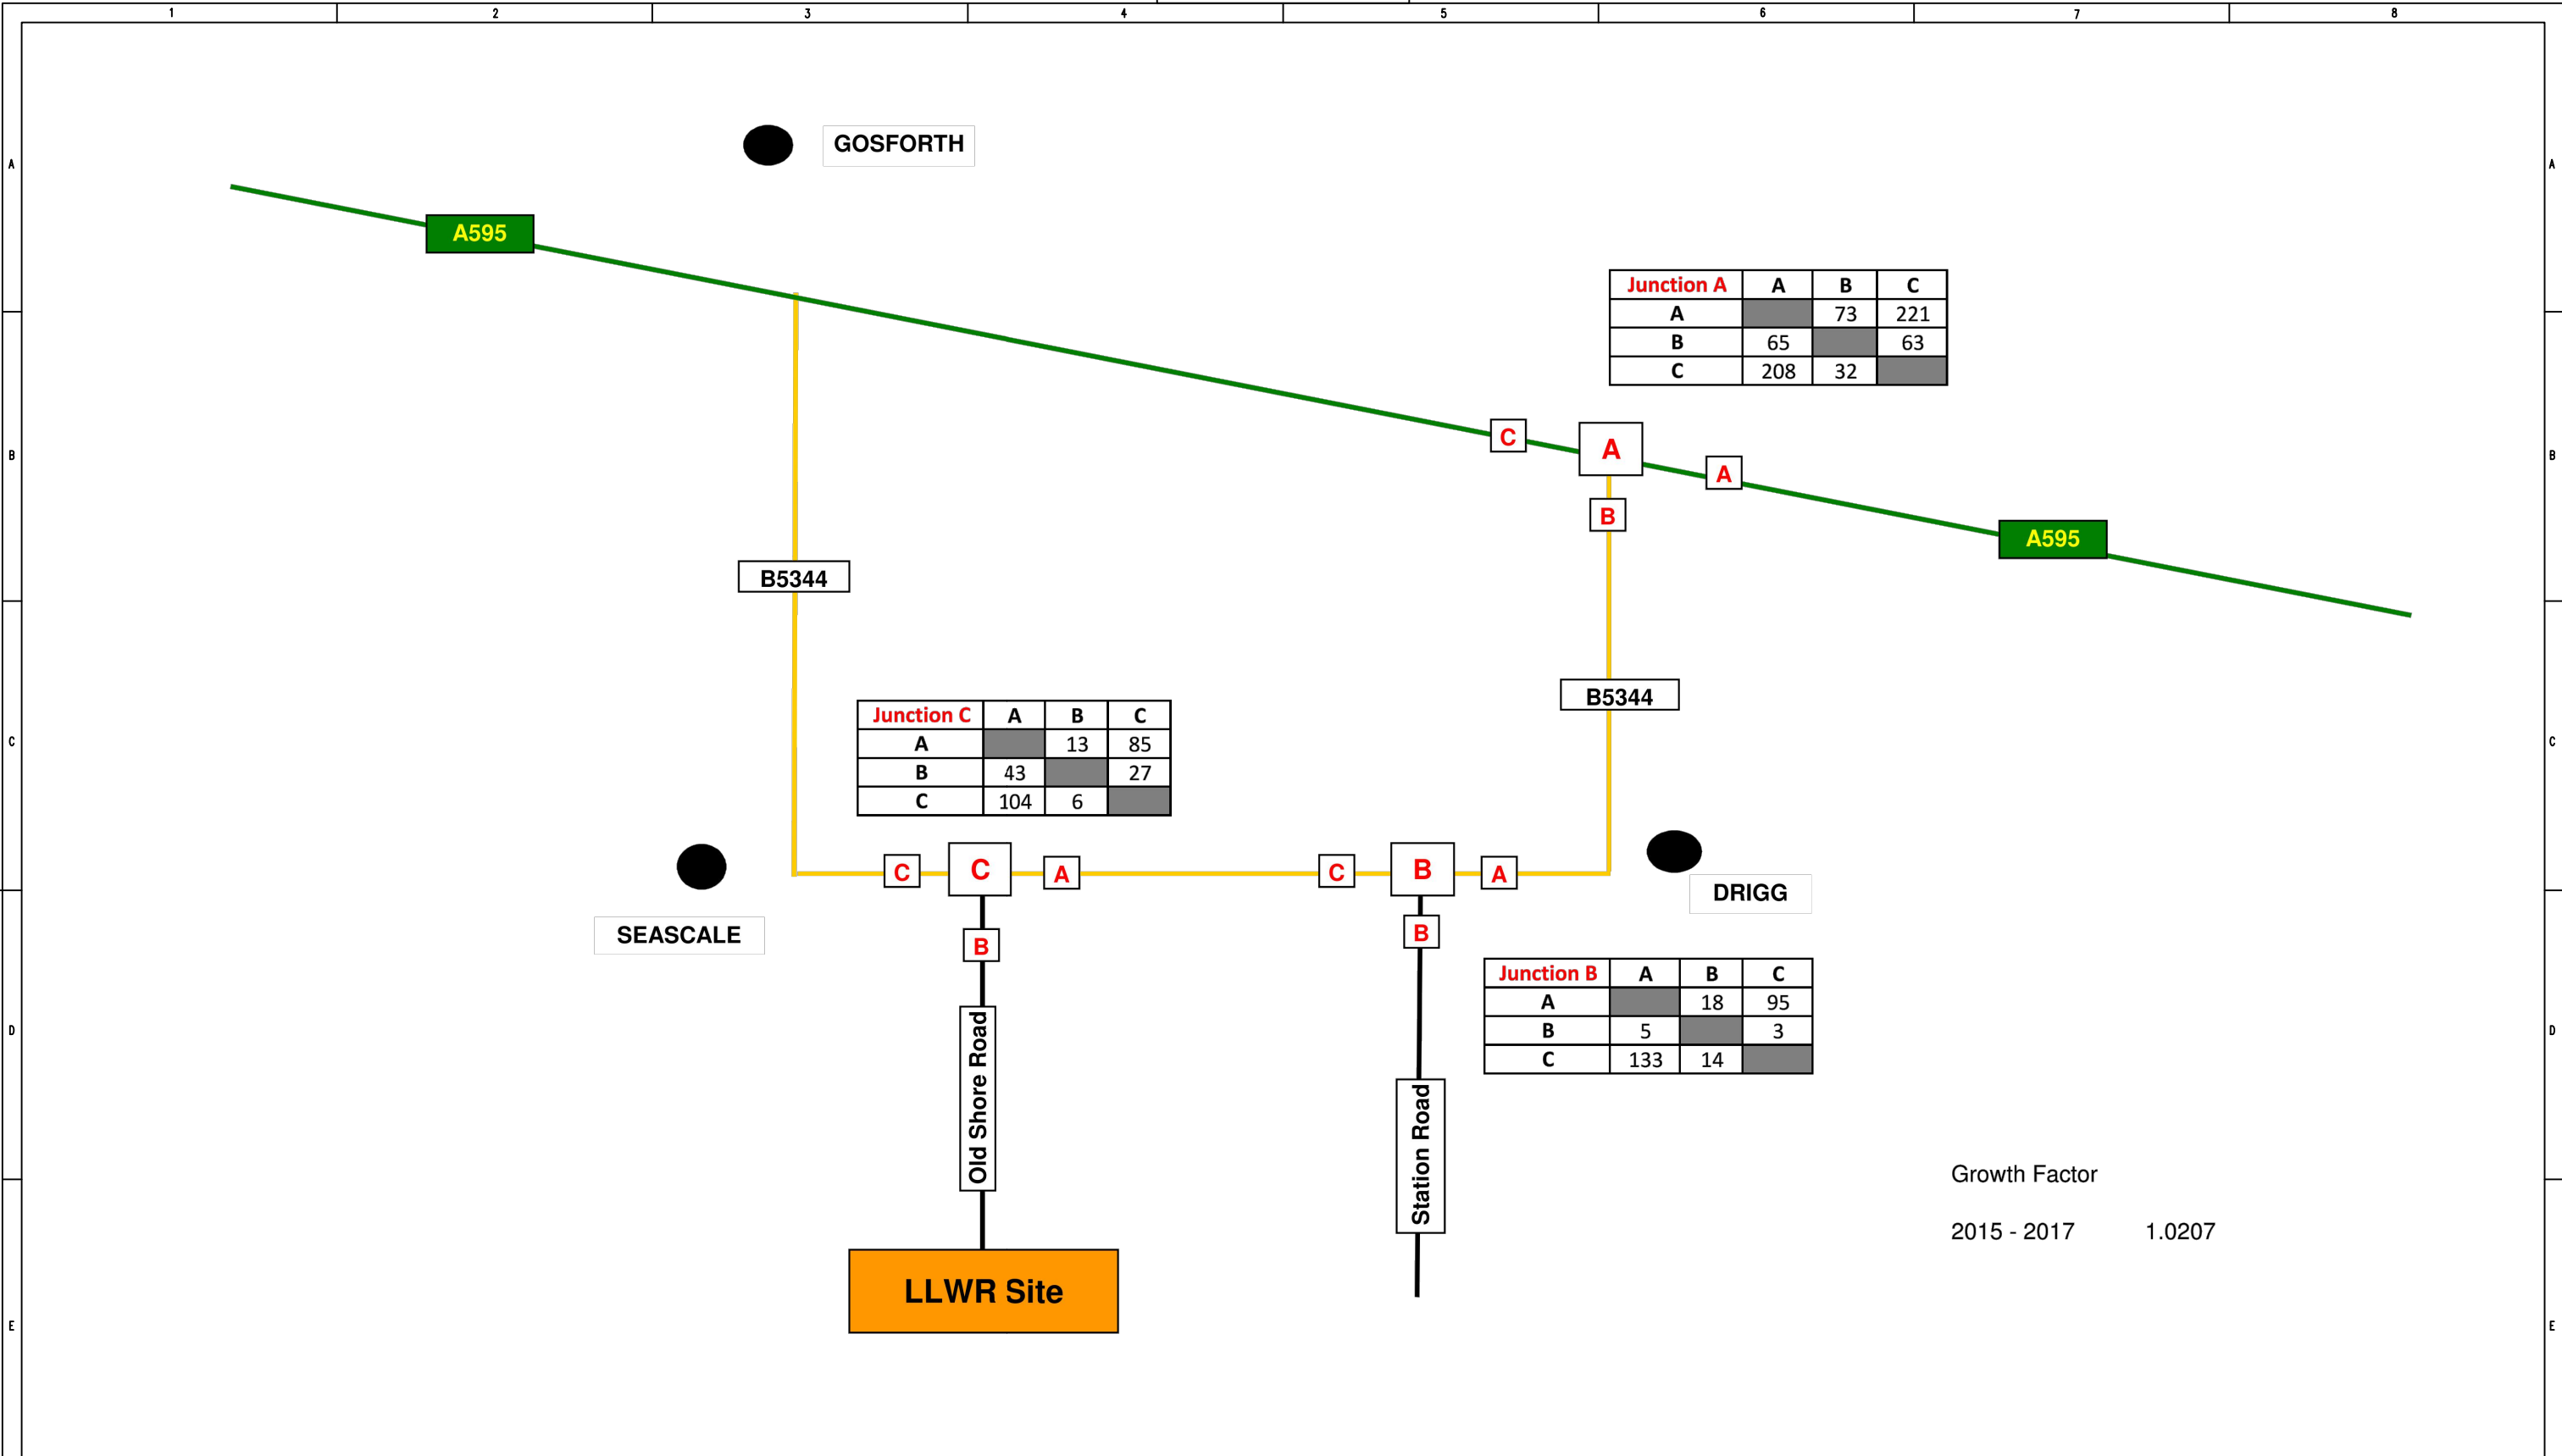 1 2 3 4 5 6 7 8
A A
GOSFORTH
A595
Junction A A B C
A 73 221
B 65 63
C 208 32
C A A
B B
B
A595
B5344
B5344
Junction C A B C
A 13 85
B 43 27
C 104 6
C C
C C A C B A
DRIGG
SEASCALE
B B
Junction B A B C
A 18 95
B 5 3
C 133 14
D D
Old Shore Road
Station Road
Growth Factor
2015 - 2017 1.0207
LLWR Site
E E